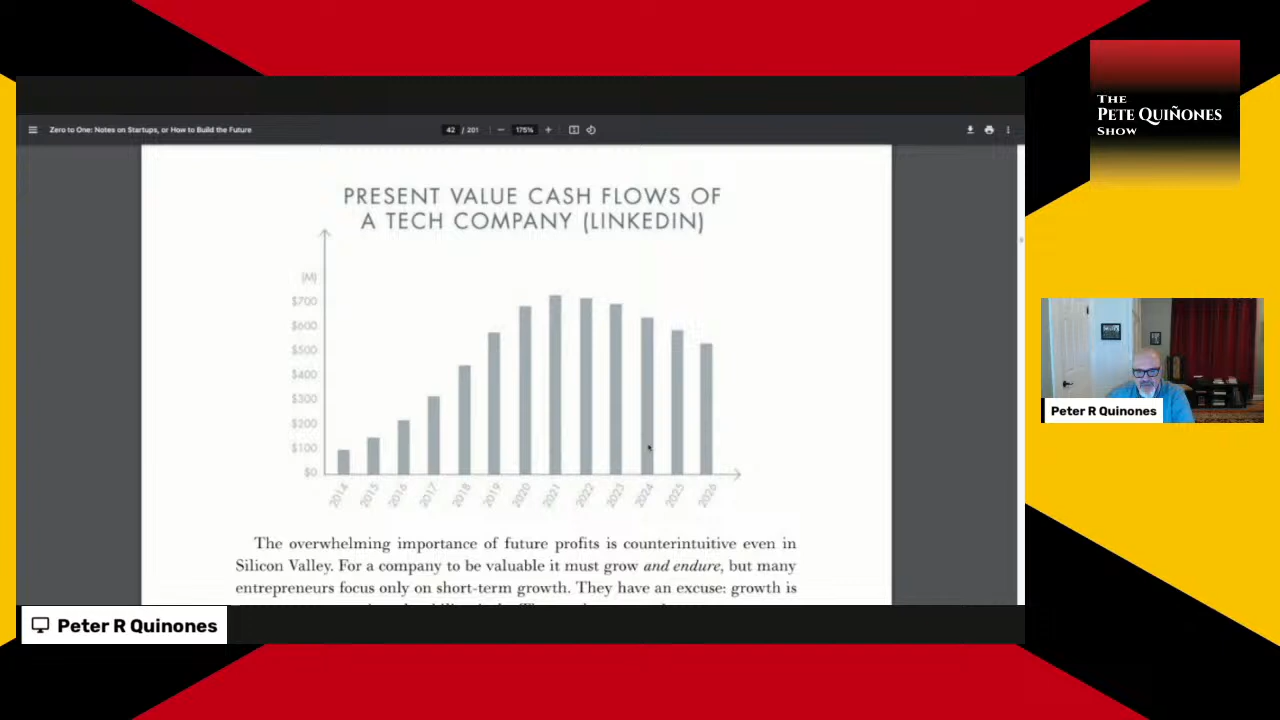 THE
PETE QUIÑONES
SHOW
Zero to One: Notes on Startups, or How to Build the Future
42 / 201
175%
PRESENT VALUE CASH FLOWS OF
A TECH COMPANY (LINKEDIN)
(M)
$700
$600
$500
$400
$300
$200
$100
$0
2014 2015 2016 2017 2018 2019 2020 2021 2022 2023 2024 2025 2026
The overwhelming importance of future profits is counterintuitive even in
Silicon Valley. For a company to be valuable it must grow and endure, but many
entrepreneurs focus only on short-term growth. They have an excuse: growth is
Peter R Quinones
Peter R Quinones